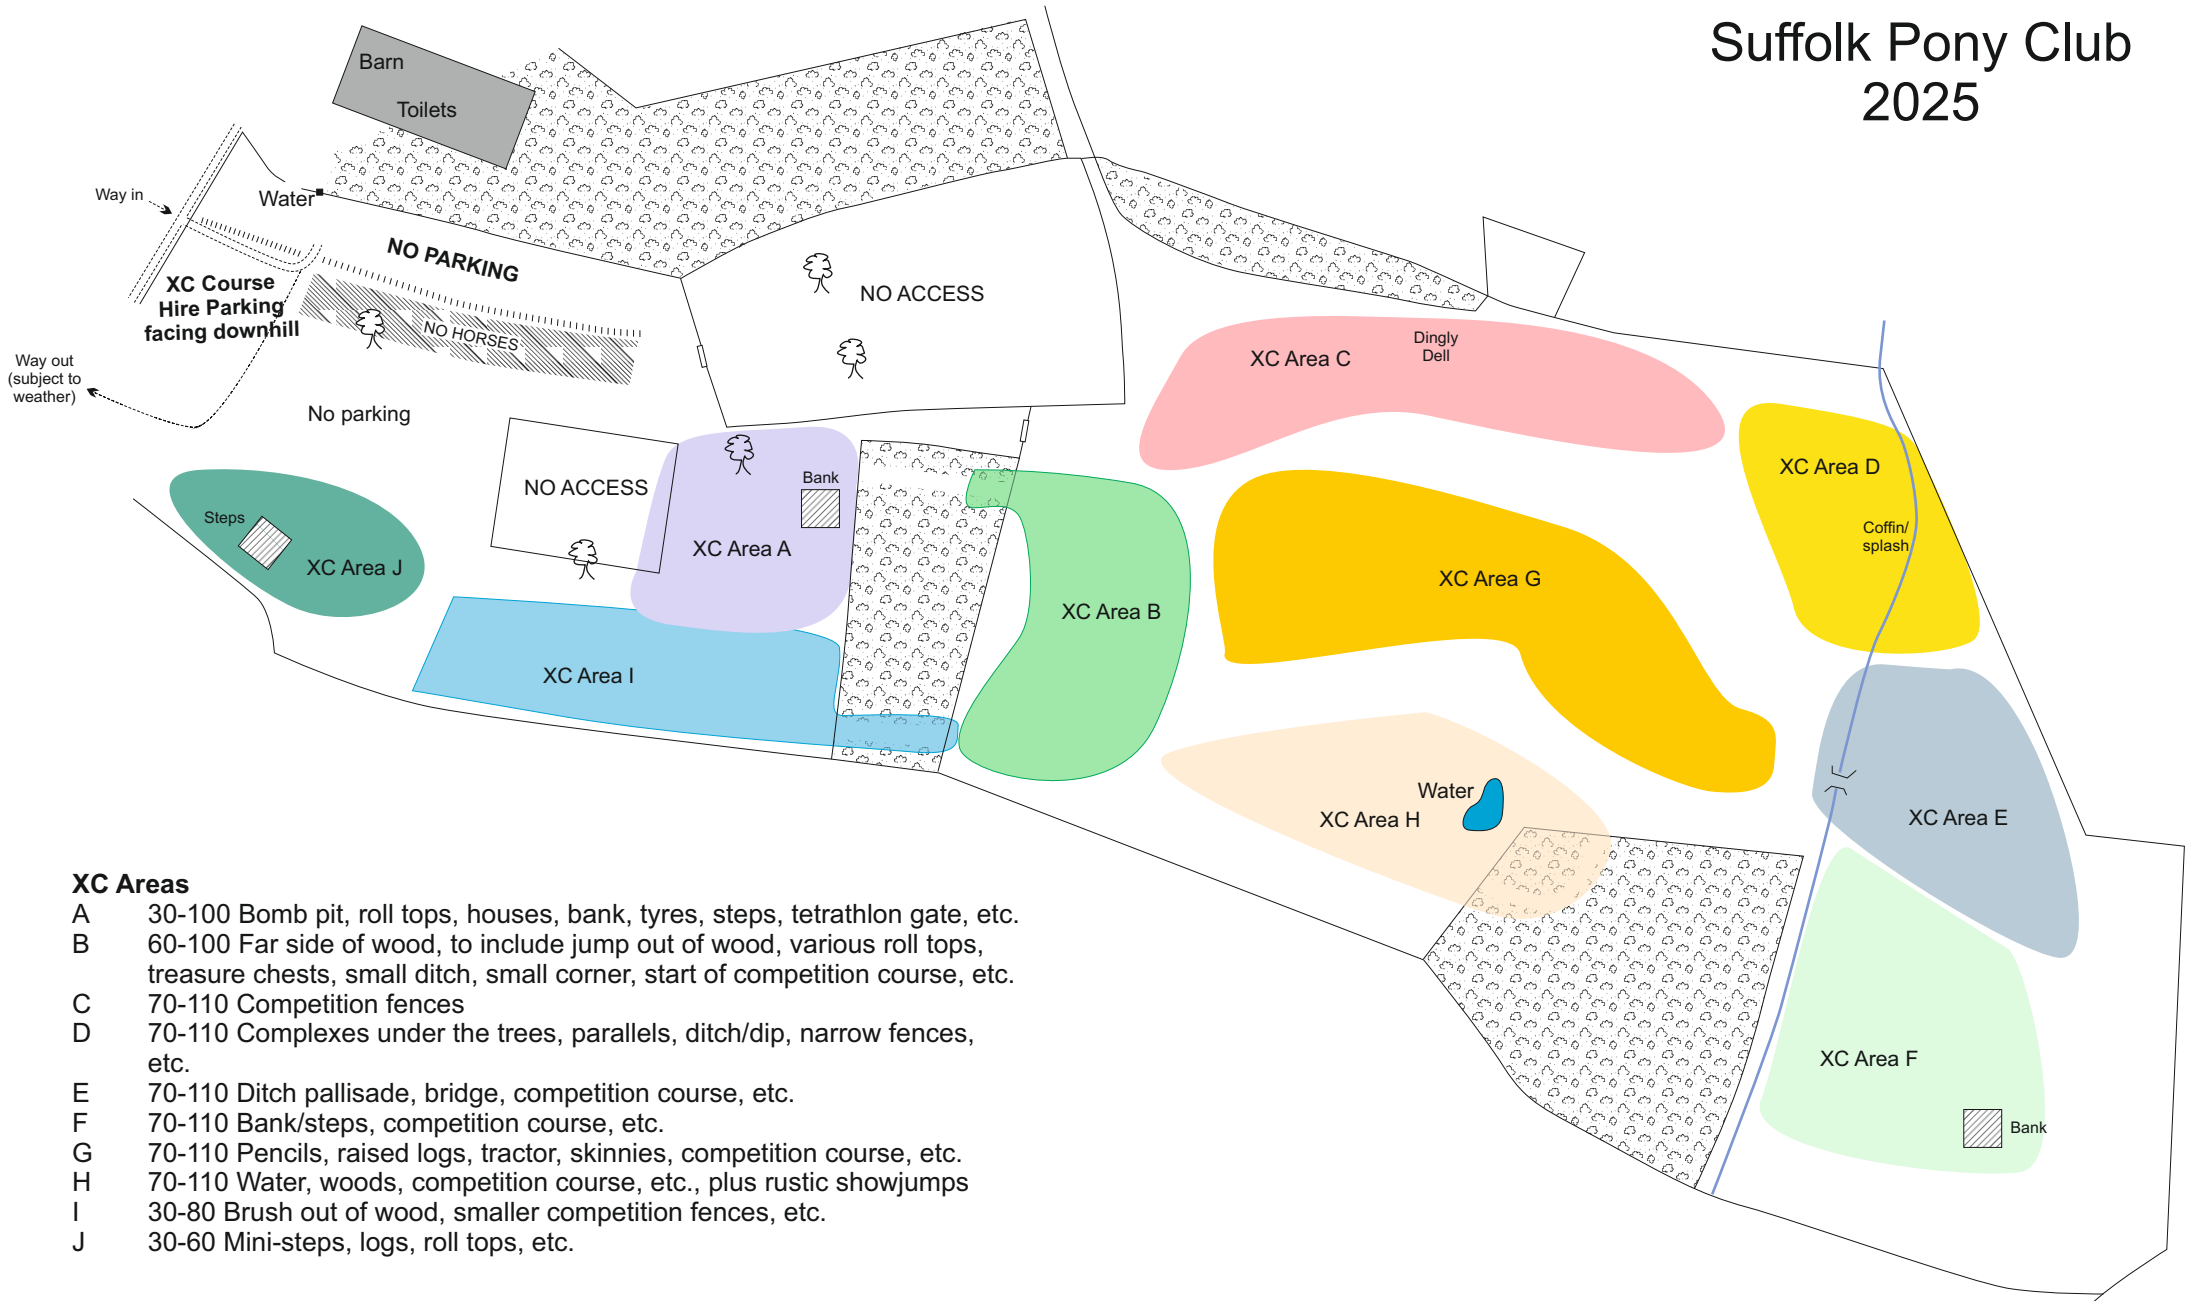 Suffolk Pony Club
2025
Barn
Toilets
Way in
Water
NO PARKING
XC Course
Hire Parking
facing downhill
NO HORSES
NO ACCESS
Way out
(subject to
weather)
No parking
XC Area C
Dingly
Dell
XC Area D
Coffin/
splash
NO ACCESS
Bank
XC Area A
Steps
XC Area J
XC Area I
XC Area B
XC Area G
Water
XC Area H
XC Area E
XC Area F
Bank
XC Areas
A 30-100 Bomb pit, roll tops, houses, bank, tyres, steps, tetrathlon gate, etc.
B 60-100 Far side of wood, to include jump out of wood, various roll tops,
treasure chests, small ditch, small corner, start of competition course, etc.
C 70-110 Competition fences
D 70-110 Complexes under the trees, parallels, ditch/dip, narrow fences,
etc.
E 70-110 Ditch pallisade, bridge, competition course, etc.
F 70-110 Bank/steps, competition course, etc.
G 70-110 Pencils, raised logs, tractor, skinnies, competition course, etc.
H 70-110 Water, woods, competition course, etc., plus rustic showjumps
I 30-80 Brush out of wood, smaller competition fences, etc.
J 30-60 Mini-steps, logs, roll tops, etc.